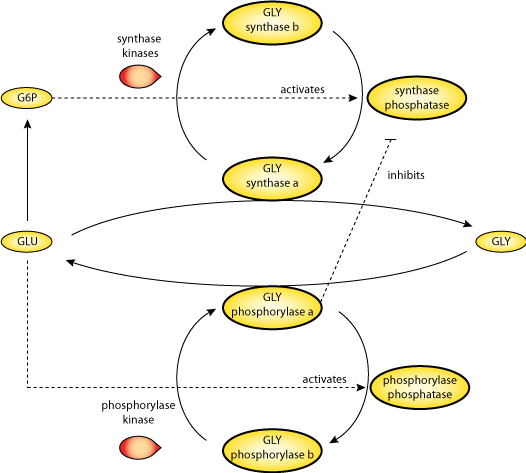 GLY
synthase b
synthase
kinases
G6P
activates
synthase
phosphatase
GLY
synthase a
inhibits
GLU
GLY
GLY
phosphorylase a
activates
phosphorylase
phosphatase
phosphorylase
kinase
GLY
phosphorylase b